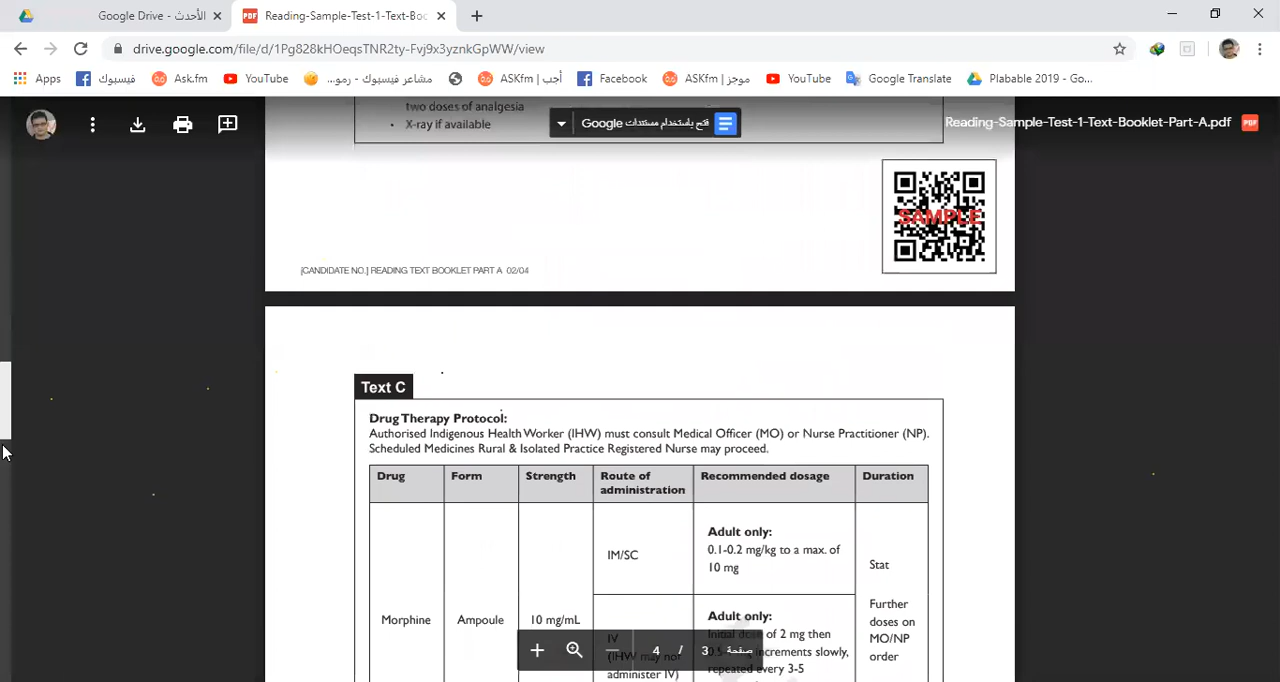 الأحدث - Google Drive
Reading-Sample-Test-1-Text-Bo
drive.google.com/file/d/1Pg828kHOeqsTNR2ty-Fvj9x3yznkGpWW/view
Apps
فيسبوك
Ask.fm
YouTube
مشاعر فيسبوك - رمو...
ASKfm | أجب
Facebook
ASKfm | موجز
YouTube
Google Translate
Plabable 2019 - Go...
two doses of analgesia
X-ray if available
فتح باستخدام مستندات Google
Reading-Sample-Test-1-Text-Booklet-Part-A.pdf
PDF
SAMPLE
[CANDIDATE NO.] READING TEXT BOOKLET PART A 02/04
Text C
Drug Therapy Protocol:
Authorised Indigenous Health Worker (IHW) must consult Medical Officer (MO) or Nurse Practitioner (NP).
Scheduled Medicines Rural & Isolated Practice Registered Nurse may proceed.
Drug Form Strength Route of administration Recommended dosage Duration
Morphine
Ampoule
10 mg/mL
IM/SC
Adult only:
0.1-0.2 mg/kg to a max. of
10 mg
IV
(IHW may not
administer IV)
Adult only:
Initial dose of 2 mg then
increments slowly,
repeated every 3-5
Stat
Further
doses on
MO/NP
order
صفحة 3 / 4